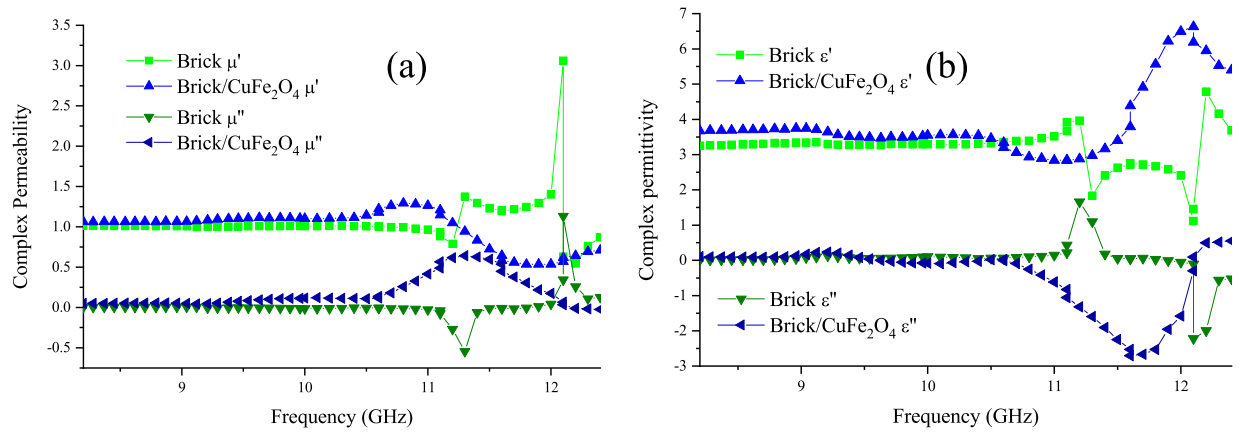 3.5
3.0
2.5
2.0
1.5
1.0
0.5
0.0
-0.5
Complex Permeability
Brick μ'
Brick/CuFe₂O₄ μ'
Brick μ"
Brick/CuFe₂O₄ μ"
(a)
9 10 11 12
Frequency (GHz)
7
6
5
4
3
2
1
0
-1
-2
-3
Complex permittivity
Brick ε'
Brick/CuFe₂O₄ ε'
(b)
Brick ε"
Brick/CuFe₂O₄ ε"
9 10 11 12
Frequency (GHz)